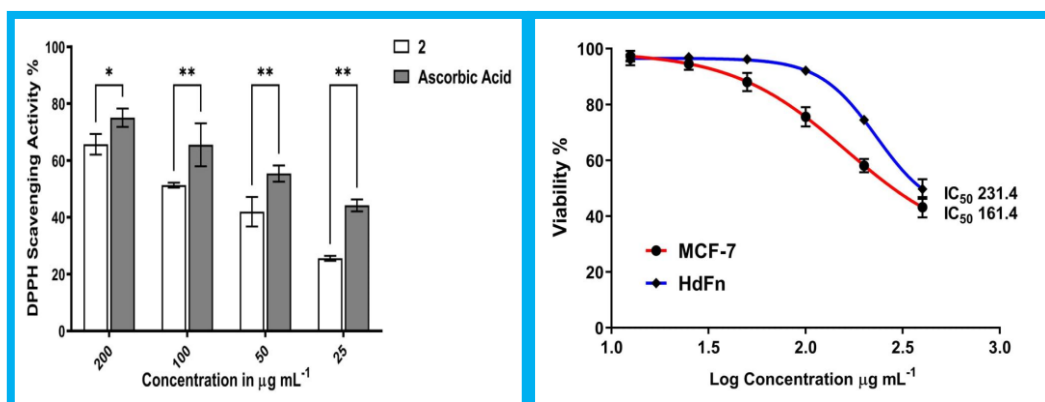 100
80
60
40
20
0
DPPH Scavenging Activity %
2
Ascorbic Acid
* ** ** **
200 100 50 25
Concentration in μg mL⁻¹
100
80
60
40
20
0
Viability %
IC₅₀ 231.4
IC₅₀ 161.4
MCF-7
HdFn
1.0 1.5 2.0 2.5 3.0
Log Concentration μg mL⁻¹